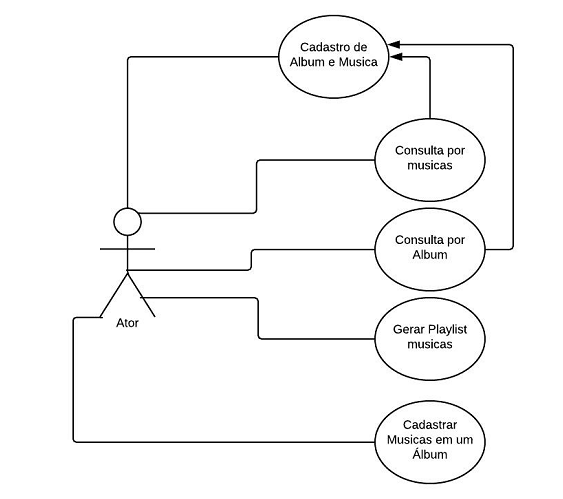 Cadastro de
Album e Musica
Consulta por
musicas
Consulta por
Album
Gerar Playlist
musicas
Ator
Cadastrar
Musicas em um
Álbum